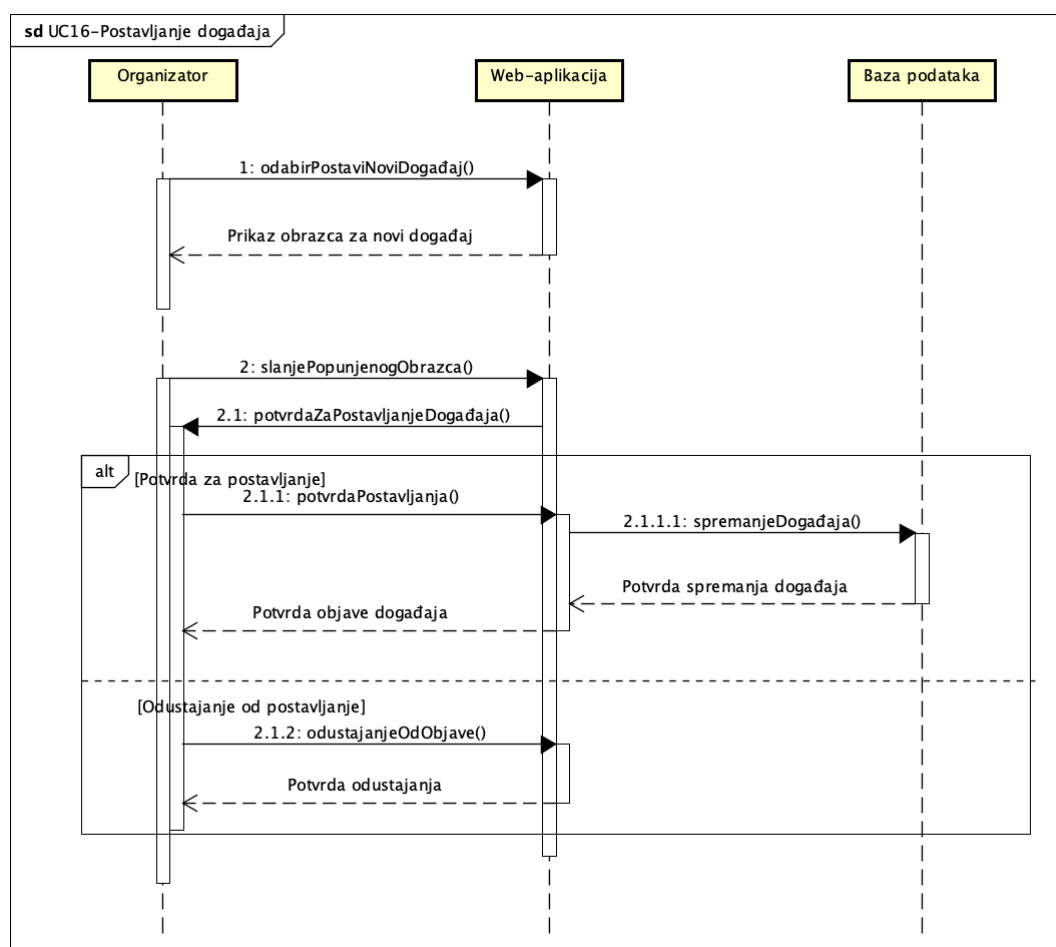 sd UC16-Postavljanje događaja
Organizator
Web-aplikacija
Baza podataka
1: odabirPostaviNoviDogađaj()
Prikaz obrazca za novi događaj
2: slanjePopunjenogObrazca()
2.1: potvrdaZaPostavljanjeDogađaja()
alt
[Potvrda za postavljanje]
2.1.1: potvrdaPostavljanja()
2.1.1.1: spremanjeDogađaja()
Potvrda spremanja događaja
Potvrda objave događaja
[Odustajanje od postavljanje]
2.1.2: odustajanjeOdObjave()
Potvrda odustajanja